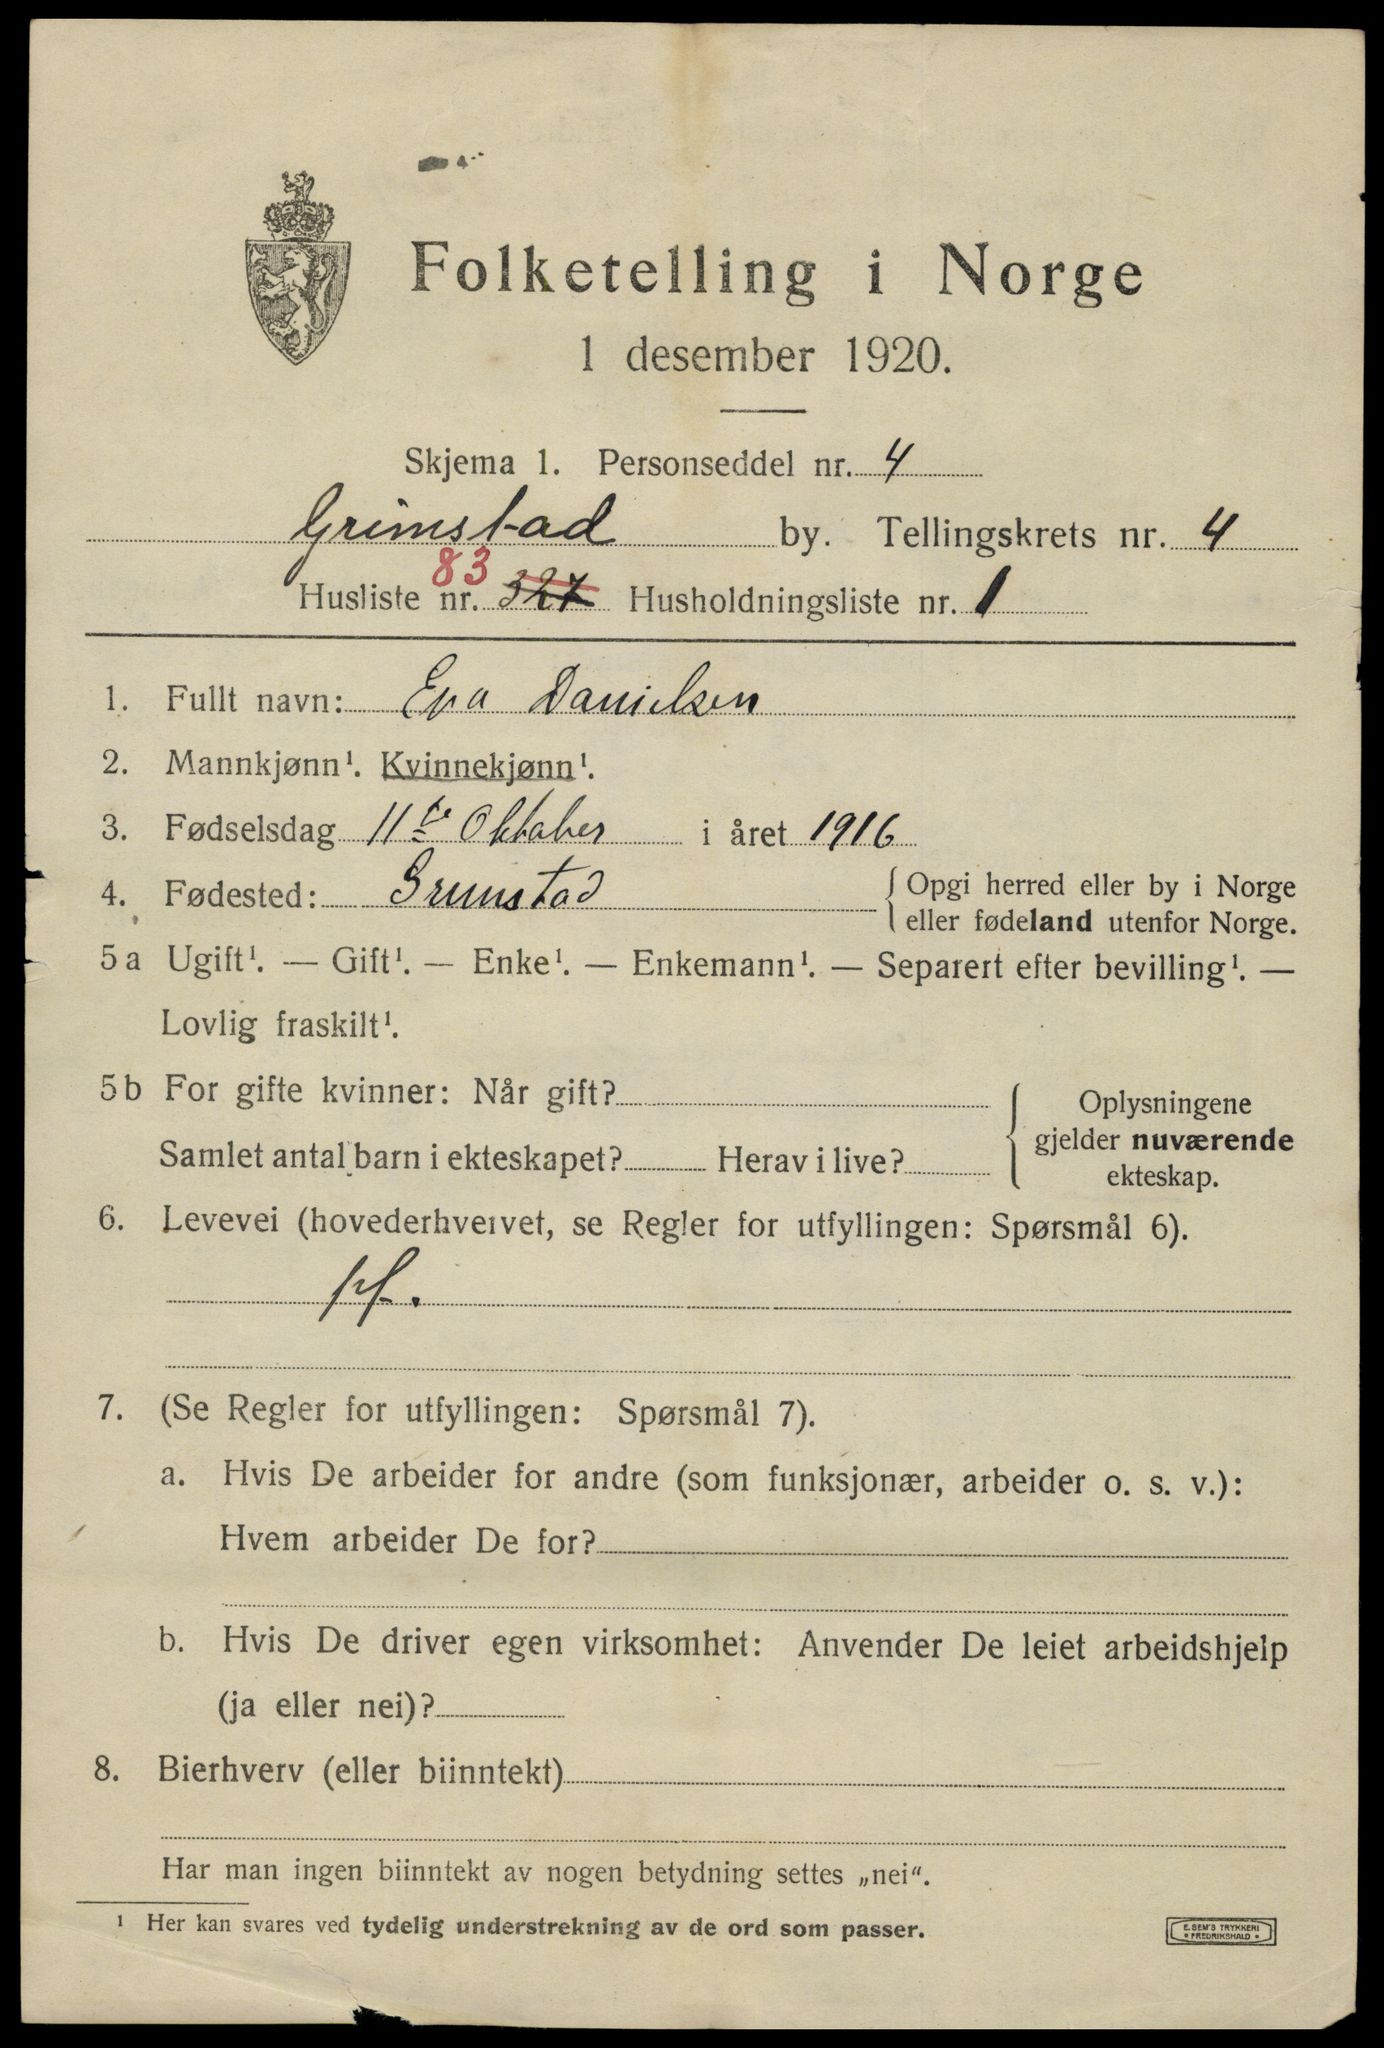 Folketelling i Norge
1 desember 1920.
Skjema 1. Personseddel nr. 4
Grimstad by. Tellingskrets nr. 4
83
Husliste nr. 327 Husholdningsliste nr. 1
1. Fullt navn: Eva Danielsen
2. Mannkjønn¹. Kvinnekjønn¹.
3. Fødselsdag 11te Oktober i året 1916
4. Fødested: Grimstad { Opgi herred eller by i Norge
eller fødeland utenfor Norge.
5 a Ugift¹. — Gift¹. — Enke¹. — Enkemann¹. — Separert efter bevilling¹. —
Lovlig fraskilt¹.
5 b For gifte kvinner: Når gift? { Oplysningene
gjelder nuværende
Samlet antal barn i ekteskapet? Herav i live?
ekteskap.
6. Levevei (hovederhvervet, se Regler for utfyllingen: Spørsmål 6).
7. (Se Regler for utfyllingen: Spørsmål 7).
a. Hvis De arbeider for andre (som funksjonær, arbeider o. s. v.):
Hvem arbeider De for?
b. Hvis De driver egen virksomhet: Anvender De leiet arbeidshjelp
(ja eller nei)?
8. Bierhverv (eller biinntekt)
Har man ingen biinntekt av nogen betydning settes „nei“.
¹ Her kan svares ved tydelig understrekning av de ord som passer.
E. SEM'S TRYKKERI
FREDRIKSHALD